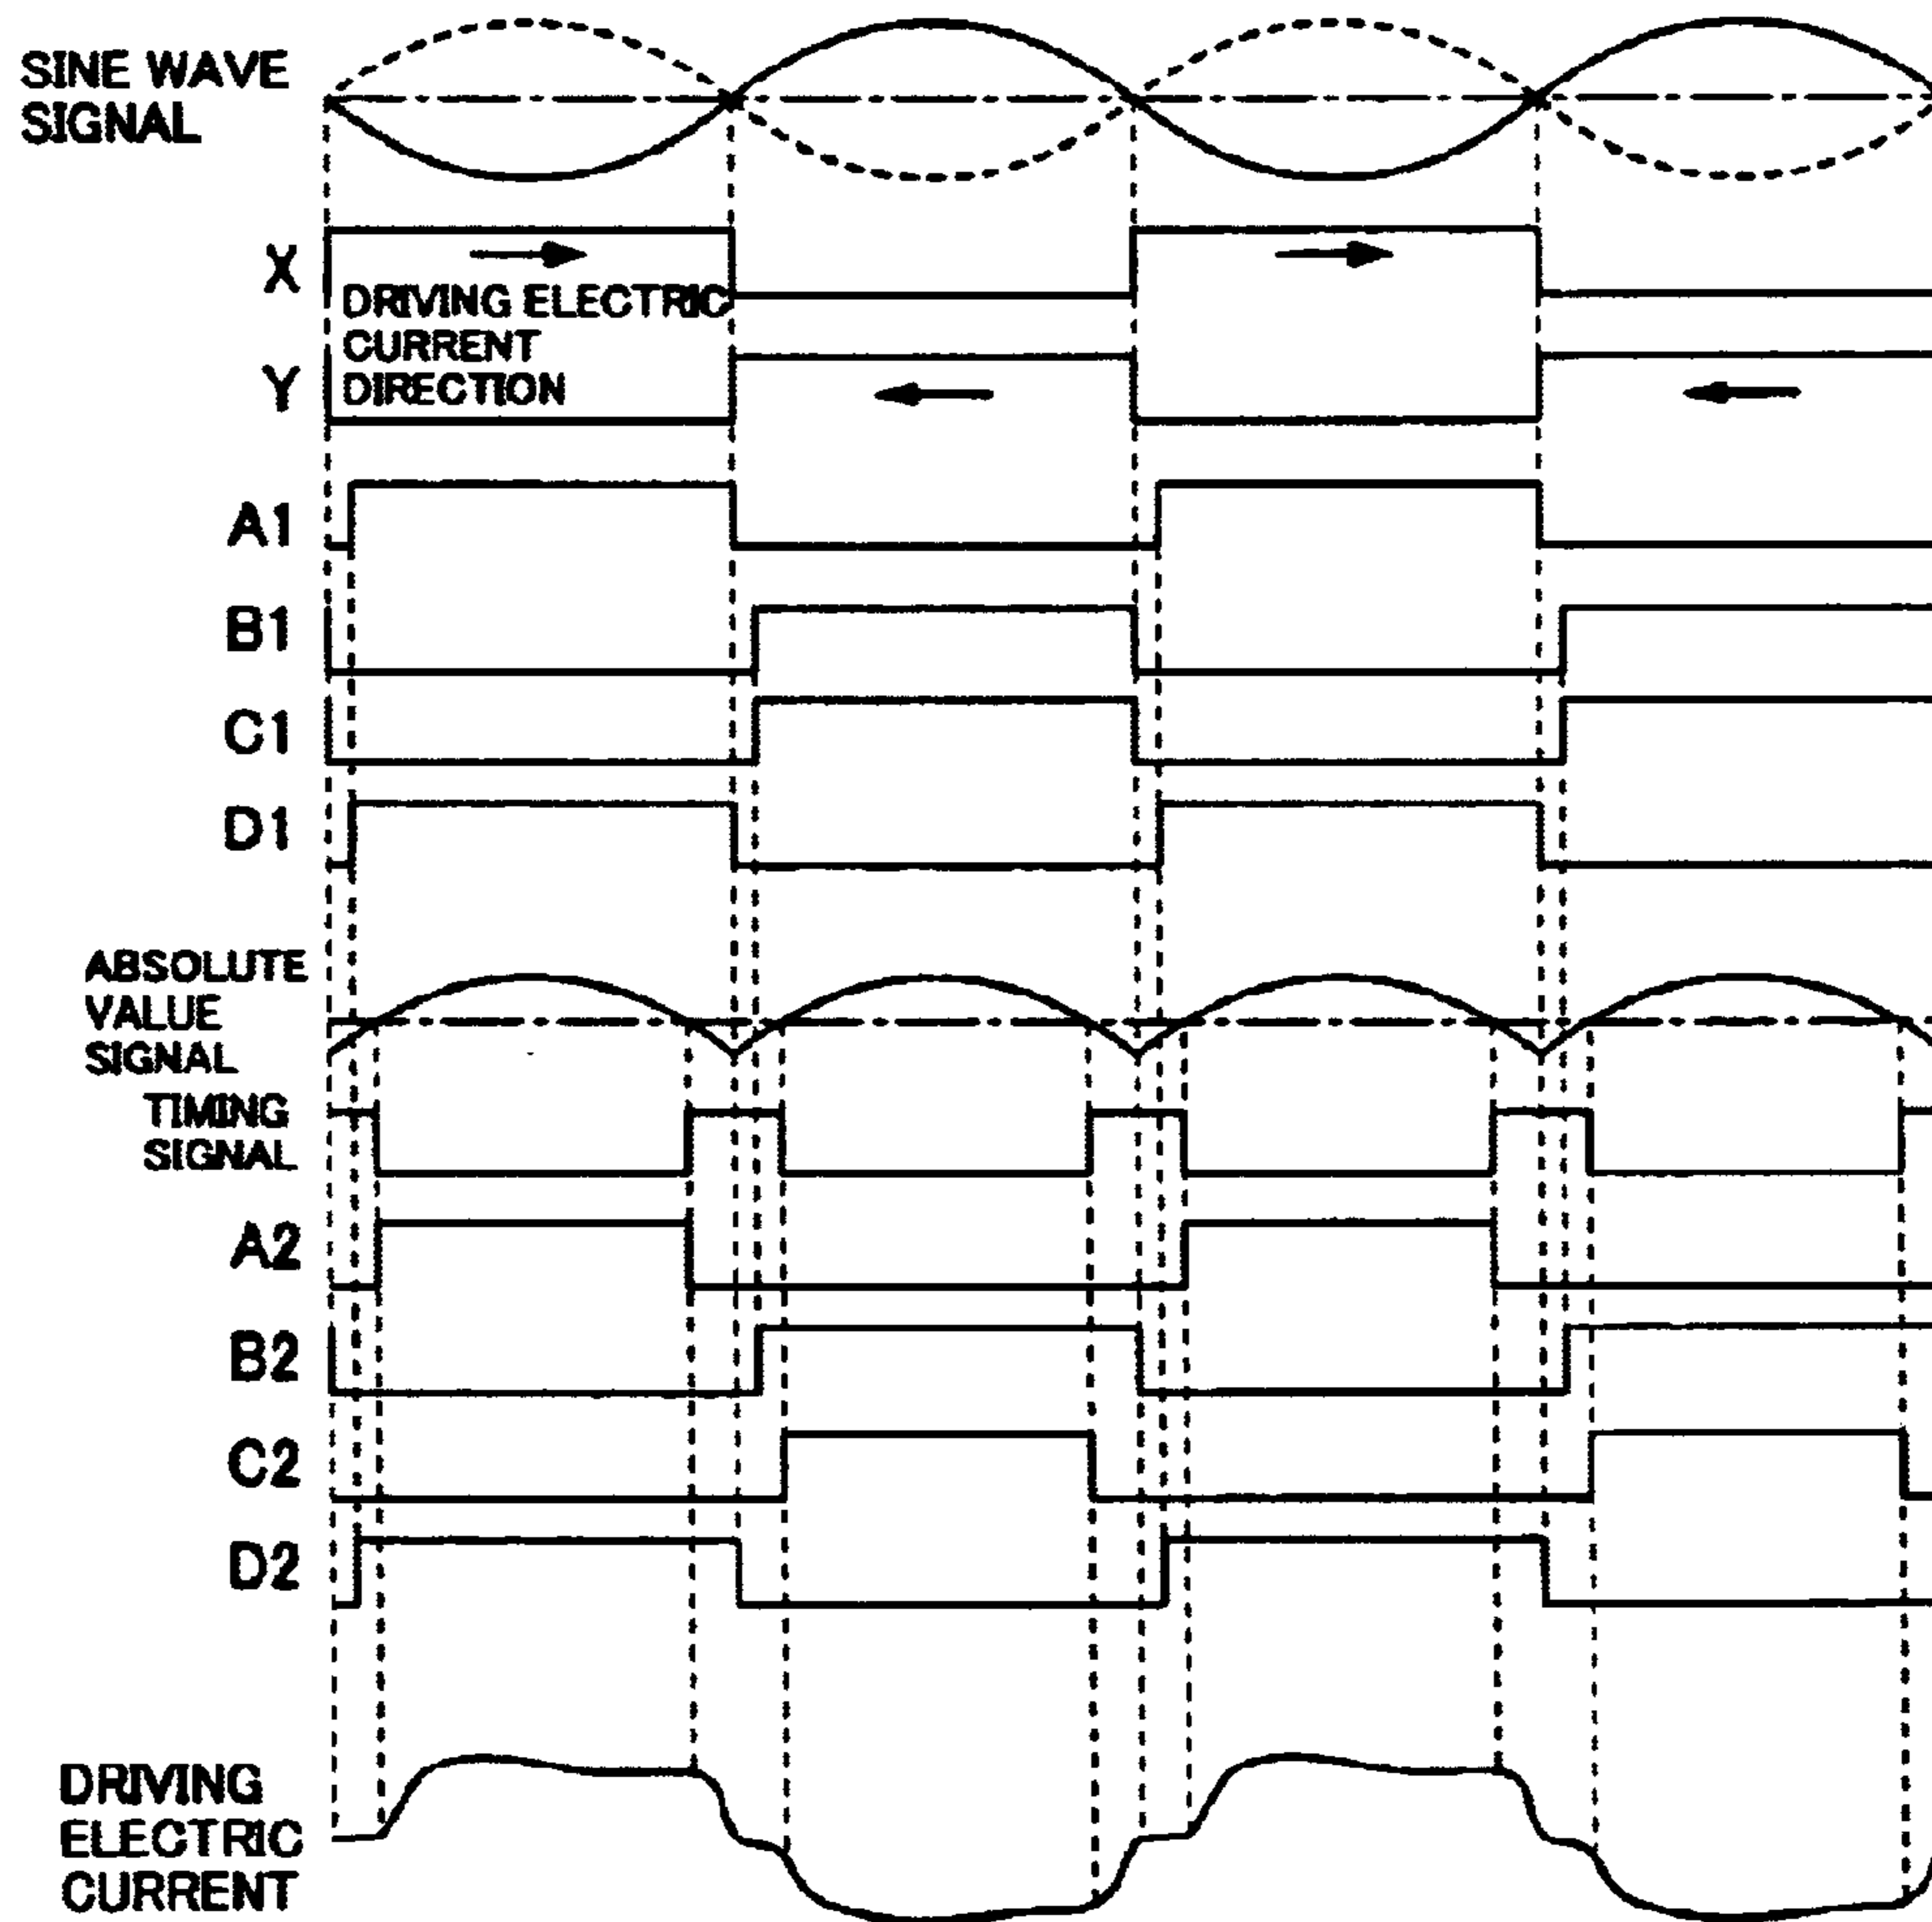 SINE WAVE
SIGNAL
X
DRIVING ELECTRIC
CURRENT
DIRECTION
Y
A1
B1
C1
D1
ABSOLUTE
VALUE
SIGNAL
TIMING
SIGNAL
A2
B2
C2
D2
DRIVING
ELECTRIC
CURRENT